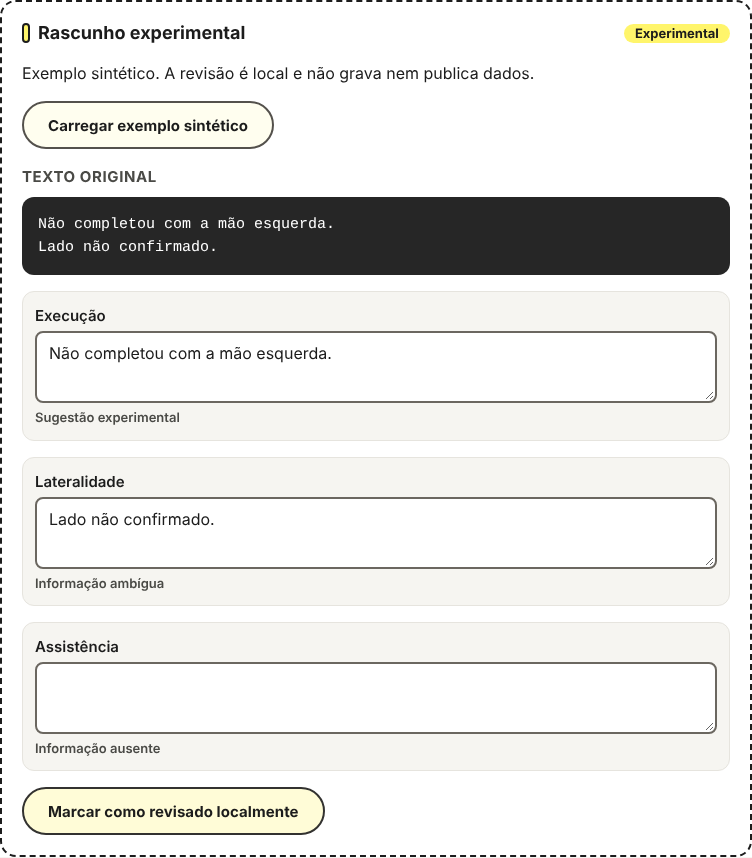 Rascunho experimental
Experimental
Exemplo sintético. A revisão é local e não grava nem publica dados.
Carregar exemplo sintético
TEXTO ORIGINAL
Não completou com a mão esquerda.
Lado não confirmado.
Execução
Não completou com a mão esquerda.
Sugestão experimental
Lateralidade
Lado não confirmado.
Informação ambígua
Assistência
Informação ausente
Marcar como revisado localmente